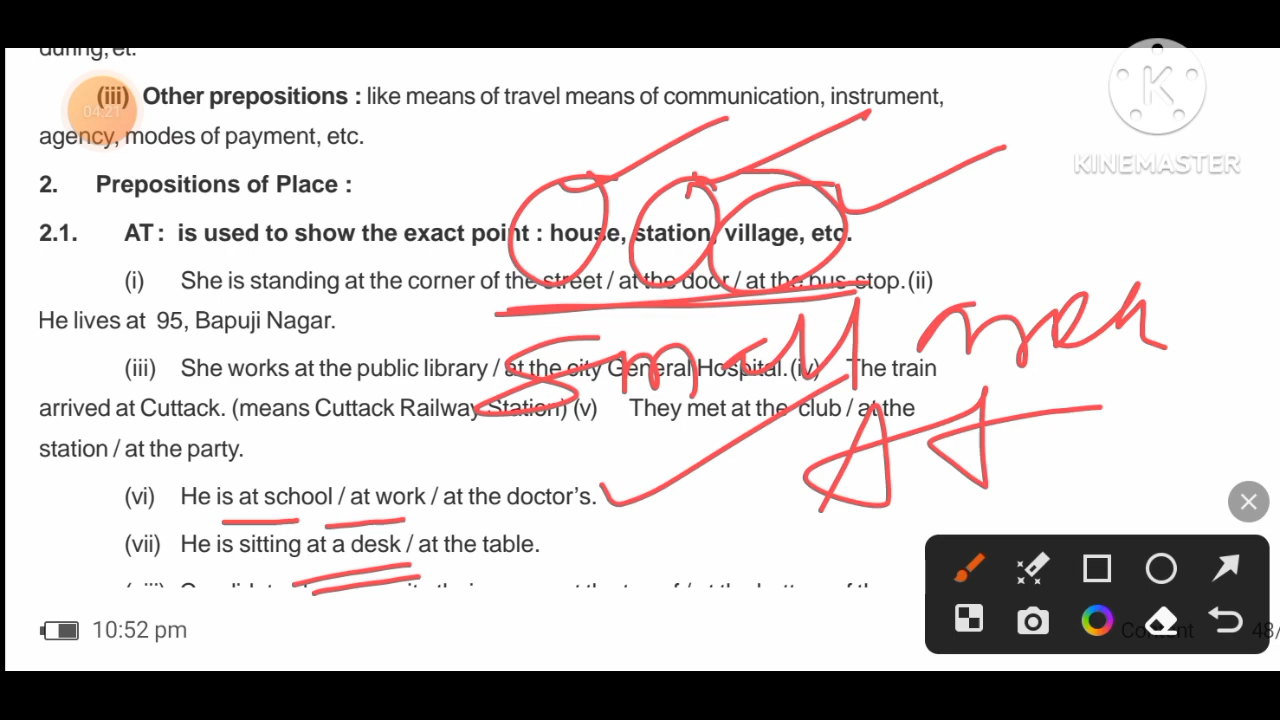 during, et.
(iii) Other prepositions : like means of travel means of communication, instrument,
04:21
K
KINEMASTER
agency, modes of payment, etc.
2. Prepositions of Place :
2.1. AT : is used to show the exact point : house, station, village, etc.
(i) She is standing at the corner of the street / at the door / at the bus-stop.(ii)
He lives at 95, Bapuji Nagar.
Small area
(iii) She works at the public library / at the city General Hospital.(iv) The train
arrived at Cuttack. (means Cuttack Railway Station) (v) They met at the club / at the
AT
station / at the party.
(vi) He is at school / at work / at the doctor's.
(vii) He is sitting at a desk / at the table.
10:52 pm
Content 48/